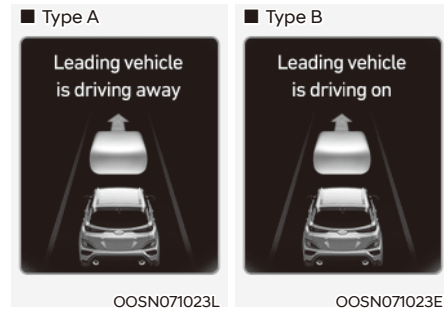 ■ Type A
Leading vehicle
is driving away
OOSN071023L
■ Type B
Leading vehicle
is driving on
OOSN071023E